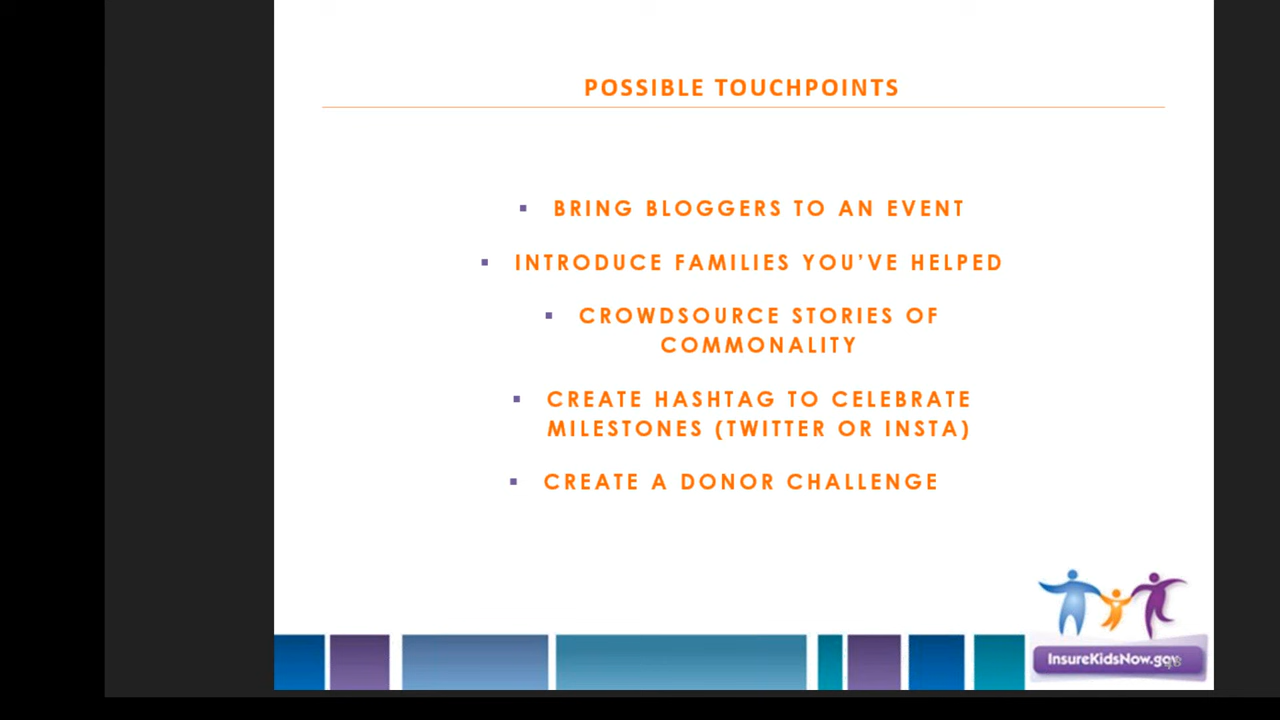 POSSIBLE TOUCHPOINTS
▪ BRING BLOGGERS TO AN EVENT
▪ INTRODUCE FAMILIES YOU’VE HELPED
▪ CROWDSOURCE STORIES OF
COMMONALITY
▪ CREATE HASHTAG TO CELEBRATE
MILESTONES (TWITTER OR INSTA)
▪ CREATE A DONOR CHALLENGE
InsureKidsNow.gov